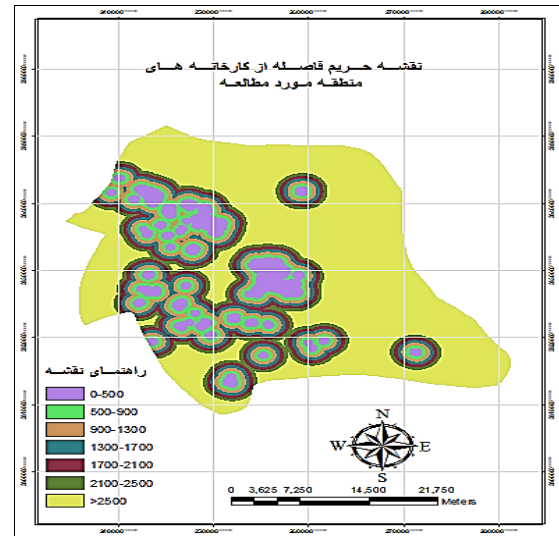 نقشه حریم فاصله از کارخانه های
منطقه مورد مطالعه
راهنمای نقشه
0-500
500-900
900-1300
1300-1700
1700-2100
2100-2500
>2500
N
W E
S
0 3,625 7,250 14,500 21,750
Meters